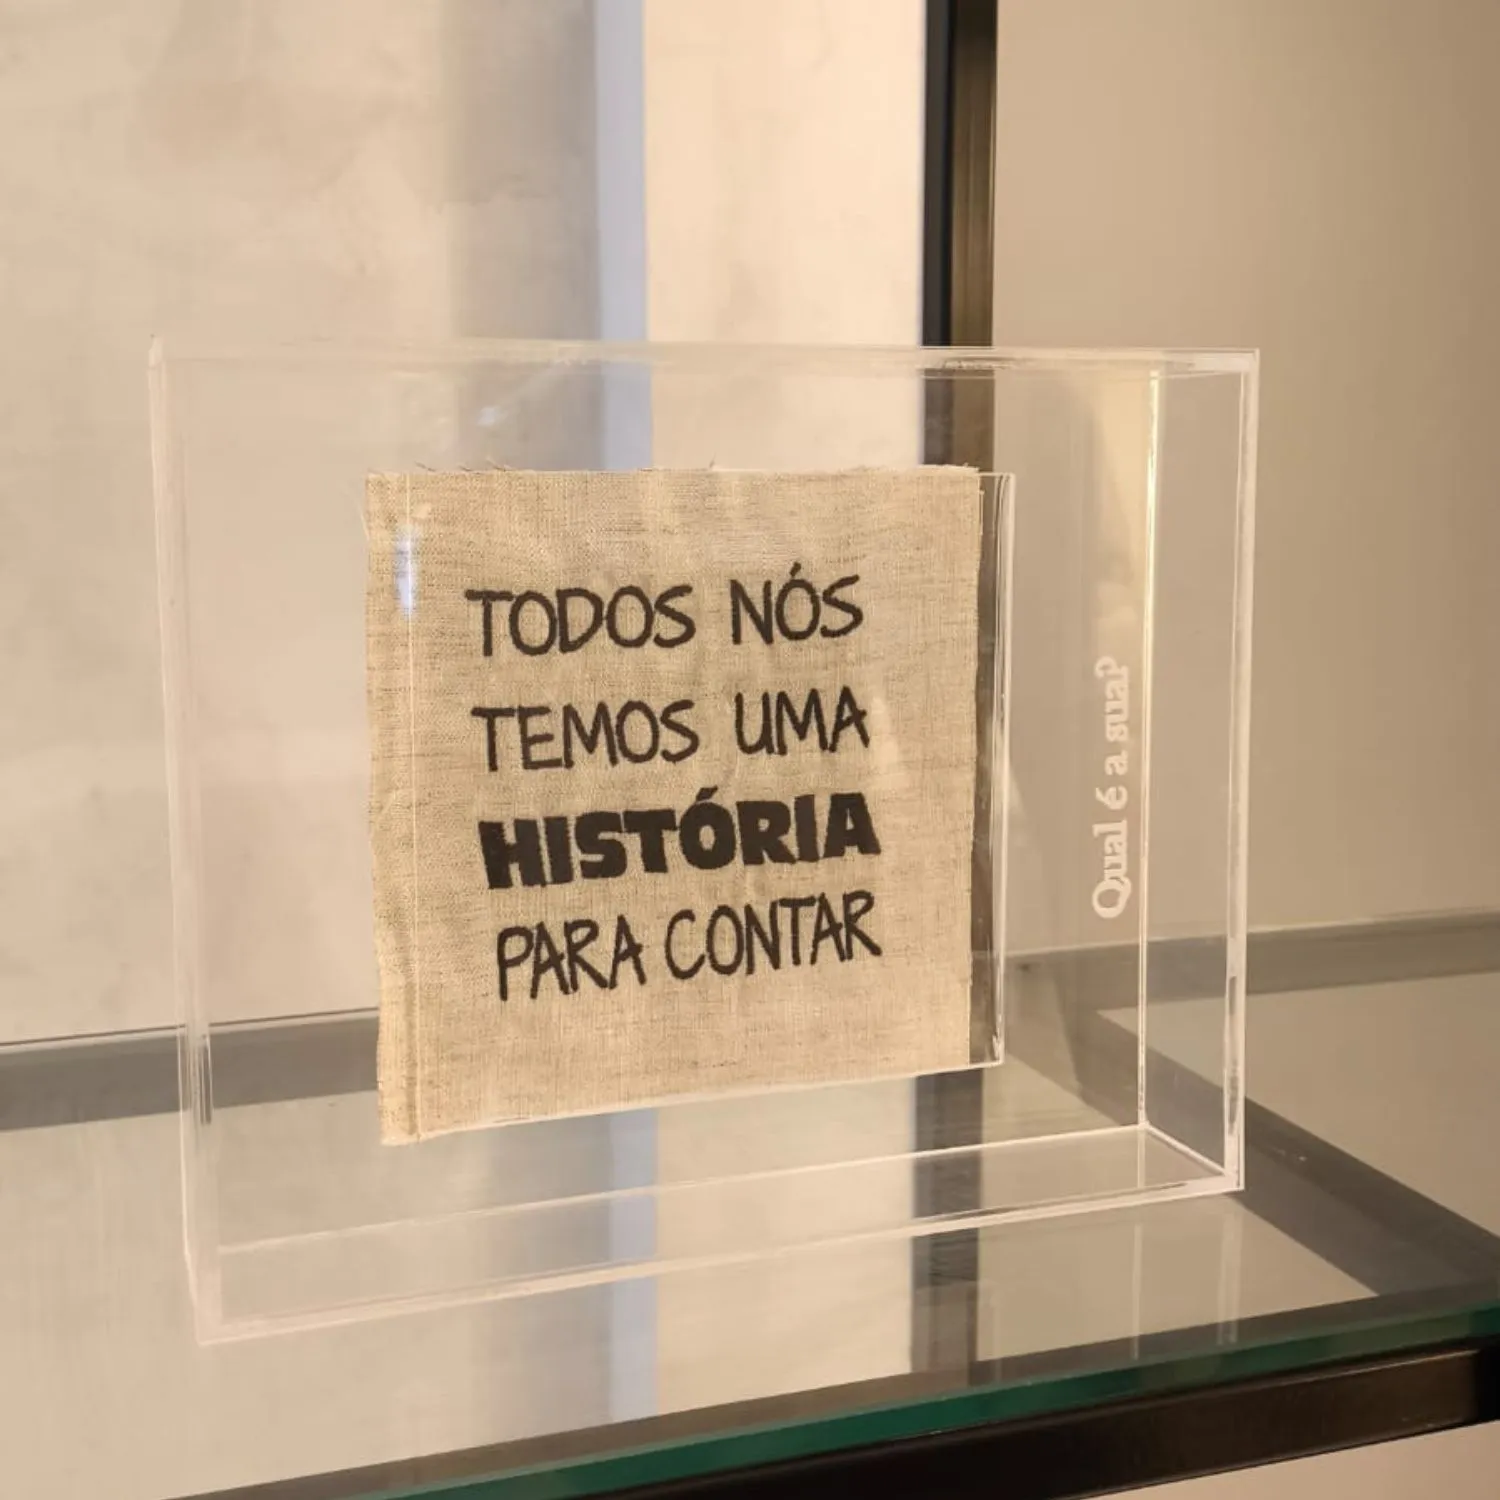 TODOS NÓS
TEMOS UMA
HISTÓRIA
PARA CONTAR
Qual é a sua?